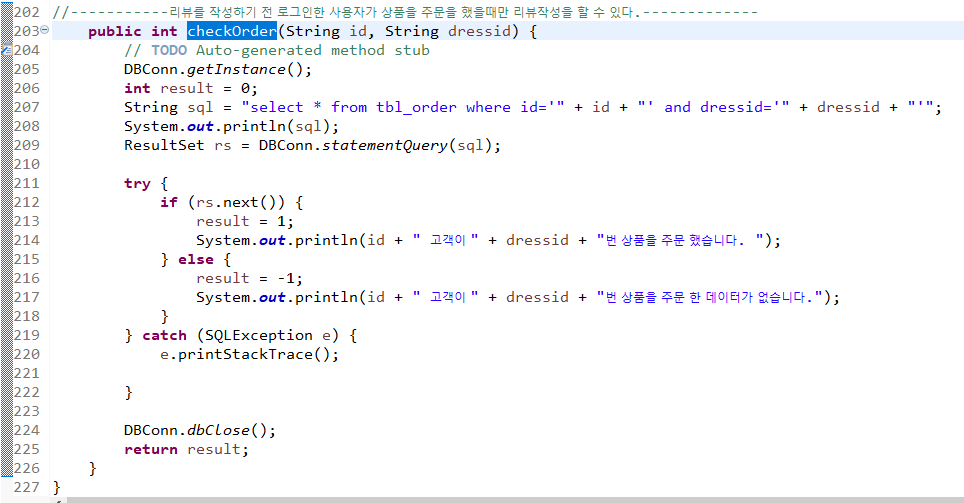 202 //-----------리뷰를 작성하기 전 로그인한 사용자가 상품을 주문을 했을때만 리뷰작성을 할 수 있다.-------------
203 public int checkOrder(String id, String dressid) {
204 // TODO Auto-generated method stub
205 DBConn.getInstance();
206 int result = 0;
207 String sql = "select * from tbl_order where id='" + id + "' and dressid='" + dressid + "'";
208 System.out.println(sql);
209 ResultSet rs = DBConn.statementQuery(sql);
210
211 try {
212 if (rs.next()) {
213 result = 1;
214 System.out.println(id + " 고객이 " + dressid + "번 상품을 주문 했습니다. ");
215 } else {
216 result = -1;
217 System.out.println(id + " 고객이 " + dressid + "번 상품을 주문 한 데이터가 없습니다.");
218 }
219 } catch (SQLException e) {
220 e.printStackTrace();
221
222 }
223
224 DBConn.dbClose();
225 return result;
226 }
227 }